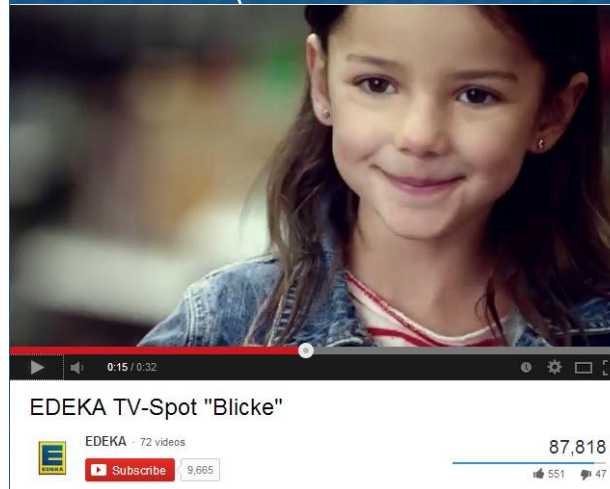 0:15 / 0:32
EDEKA TV-Spot "Blicke"
EDEKA · 72 videos
EDEKA
Subscribe 9,665
87,818
551 47